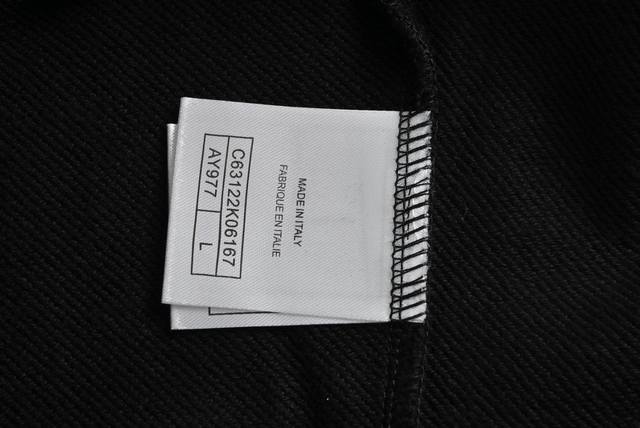 MADE IN ITALY
FABRIQUE EN ITALIE
C63122K06167
AY977 L